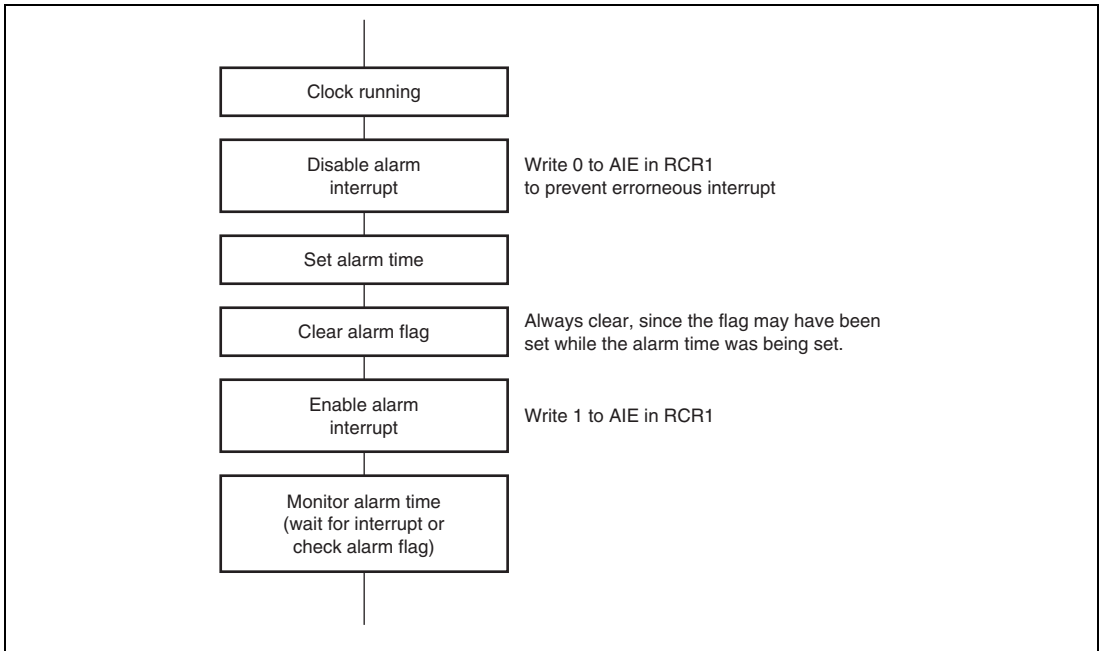 Clock running
Disable alarm
interrupt
Write 0 to AIE in RCR1
to prevent errorneous interrupt
Set alarm time
Clear alarm flag
Always clear, since the flag may have been
set while the alarm time was being set.
Enable alarm
interrupt
Write 1 to AIE in RCR1
Monitor alarm time
(wait for interrupt or
check alarm flag)